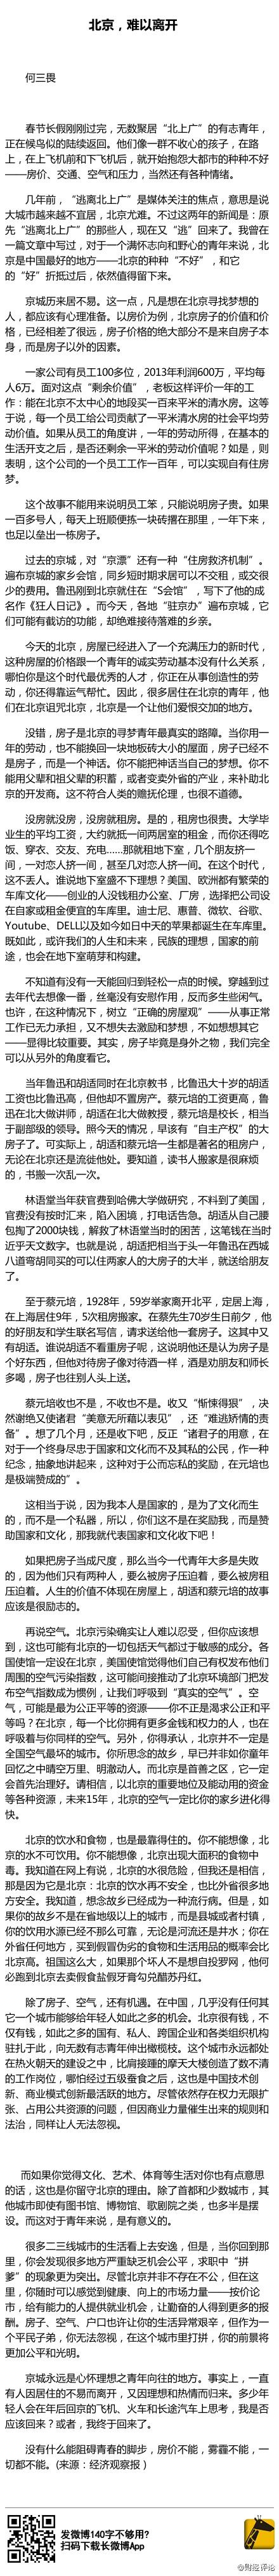 北京，难以离开
何三畏
春节长假刚刚过完，无数聚居“北上广”的有志青年，
正在候鸟似的陆续返回。他们像一群不收心的孩子，在路
上，在上飞机前和下飞机后，就开始抱怨大都市的种种不好
——房价、交通、空气和压力，当然还有各种情绪。
几年前，“逃离北上广”是媒体关注的焦点，意思是说
大城市越来越不宜居，北京尤难。不过这两年的新闻是：原
先“逃离北上广”的那些人，现在又“逃”回来了。我曾在
一篇文章中写过，对于一个满怀志向和野心的青年来说，北
京是中国最好的地方——北京的种种“不好”，和它
的“好”折抵过后，依然值得留下来。
京城历来居不易。这一点，凡是想在北京寻找梦想的
人，都应该有心理准备。以房价为例，北京房子的价值和价
格，已经相差了很远，房子价格的绝大部分不是来自房子本
身，而是房子以外的因素。
一家公司有员工100多位，2013年利润600万，平均每
人6万。面对这点“剩余价值”，老板这样评价一年的工
作：能在北京不太中心的地段买一百来平米的清水房。这等
于说，每一个员工给公司贡献了一平米清水房的社会平均劳
动价值。如果从员工的角度讲，一年的劳动所得，在基本的
生活开支之后，是否还剩余一平米的劳动价值呢？如是，则
表明，这个公司的一个员工工作一百年，可以实现自有住房
梦。
这个故事不能用来说明员工笨，只能说明房子贵。如果
一百多号人，每天上班顺便拣一块砖撂在那里，一年下来，
也足以垒出一栋房子。
过去的京城，对“京漂”还有一种“住房救济机制”。
遍布京城的家乡会馆，同乡短时期求居可以不交租，或交很
少的费用。鲁迅刚到北京就住在“S会馆”，写下了他的成
名作《狂人日记》。而今天，各地“驻京办”遍布京城，它
们可能有截访的功能，却绝难接待落难的乡亲。
今天的北京，房屋已经进入了一个充满压力的新时代，
这种房屋的价格跟一个青年的诚实劳动基本没有什么关系，
哪怕你是这个时代最优秀的人才，你正在从事创造性的劳
动，你还得靠运气帮忙。因此，很多居住在北京的青年，他
们在北京诅咒北京，北京是一个让他们爱恨交加的地方。
没错，房子是北京的寻梦青年最真实的路障。当你用一
年的劳动，也不能换回一块地板砖大小的屋面，房子已经不
是房子，而是一个神话。你不能把神话当自己的梦想。你不
能用父辈和祖父辈的积蓄，或者变卖外省的产业，来补助北
京的开发商。这不符合人类的赡抚伦理，也很不道德。
没房就没房，没房就租房。是的，租房也很贵。大学毕
业生的平均工资，大约就抵一间两居室的租金，而你还得吃
饭、穿衣、交友、充电……那就租地下室，几个朋友挤一
间，一对恋人挤一间，甚至几对恋人挤一间。在这个时代，
这不丢人。谁说地下室盛不下理想？美国、欧洲都有繁荣的
车库文化——创业的人没钱租办公室、厂房，选择把公司设
在自家或租金便宜的车库里。迪士尼、惠普、微软、谷歌、
Youtube、DELL以及如今如日中天的苹果都诞生在车库里。
既如此，或许我们的人生和未来，民族的理想，国家的前
途，也会在地下室萌芽和构建。
不知道有没有一天能回归到轻松一点的时候。穿越到过
去年代去想像一番，丝毫没有安慰作用，反而多生些闲气。
也许，在这种情况下，树立“正确的房屋观”——从事正常
工作已无力承担，又不想失去激励和梦想，不如想想其它
——显得比较重要。其实，房子毕竟是身外之物，我们完全
可以从另外的角度看它。
当年鲁迅和胡适同时在北京教书，比鲁迅大十岁的胡适
工资也比鲁迅高，但他却不置房产。蔡元培的工资更高，鲁
迅在北大做讲师，胡适在北大做教授，蔡元培是校长，相当
于副部级的领导。照今天的情况，早该有“自主产权”的大
房子了。可实际上，胡适和蔡元培一生都是著名的租房户，
无论在北京还是流徙他处。要知道，读书人搬家是很麻烦
的，书搬一次乱一次。
林语堂当年获官费到哈佛大学做研究，不料到了美国，
官费没有按时汇来，陷入困境，打电话告急。胡适从自己腰
包掏了2000块钱，解救了林语堂当时的困苦，这笔钱在当时
近乎天文数字。也就是说，胡适把相当于头一年鲁迅在西城
八道弯胡同买的可以住两家人的大房子的大半，就送给朋友
了。
至于蔡元培，1928年，59岁举家离开北平，定居上海，
在上海居住9年，5次租房搬家。在蔡先生70岁生日前夕，他
的好朋友和学生联名写信，请求送给他一套房子。这其中又
有胡适。谁说胡适不看重房子呢，这说明他还是认为房子是
个好东西，但他对待房子像对待酒一样，酒是劝朋友和师长
多喝，房子也往别人头上送。
蔡元培收也不是，不收也不是。收又“惭悚得狠”，决
然谢绝又使诸君“美意无所藉以表见”，还“难逃矫情的责
备”。想了几个月，还是收下吧，反正“诸君子的用意，在
对于一个终身尽忠于国家和文化而不及其私的公民，作一种
纪念，抽象地讲起来，这种对于公而忘私的奖励，在元培也
是极端赞成的”。
这相当于说，因为我本人是国家的，是为了文化而生
的，而不是一个私器，所以，你们这不是在奖励我，而是赞
助国家和文化，那我就代表国家和文化收下吧！
如果把房子当成尺度，那么当今一代青年大多是失败
的，因为他们只有两种人，要么被房子压迫着，要么被房租
压迫着。人生的价值不体现在房屋上，胡适和蔡元培的故事
应该是很励志的。
再说空气。北京污染确实让人难以忍受，但你应该想
到，这也可能有北京的一切包括天气都过于敏感的成分。各
国使馆一定设在北京，美国使馆觉得他们自己有权发布他们
周围的空气污染指数，这可能间接推动了北京环境部门把发
布空气指数成为惯例，让我们呼吸到“真实的空气”。空
气，可能是最为公正平等的资源——你不正是渴求公正和平
等吗？在北京，每一个比你拥有更多金钱和权力的人，也在
呼吸着与你同样的空气。另外，你得承认，北京并不一定是
全国空气最坏的城市。你所思念的故乡，早已并非如你童年
回忆之中晴空万里、明澈动人。而北京是首善之区，它一定
会首先治理好。请相信，以北京的重要地位及能动用的资金
等各种资源，未来15年，北京的空气一定比你的家乡进化得
快。
北京的饮水和食物，也是最靠得住的。你不能想像，北
京的水不可饮用。你不能想像，北京出现大面积的食物中
毒。我知道在网上有说，北京的水很危险，但我还是相信，
那是因为它是北京：北京的饮水再不安全，也比外省很多地
方安全。我知道，想念故乡已经成为一种流行病。但是，如
果你的故乡不是在省地级以上的城市，而是县城或者村镇，
你的饮用水源已经不那么可靠，无论是河流还是井水；你在
外省任何地方，买到假冒伪劣的食物和生活用品的概率会比
北京高。祖国这么大，如果那个坏人不是想自投罗网，他何
必跑到北京去卖假食盐假牙膏勾兑醋苏丹红。
除了房子、空气，还有机遇。在中国，几乎没有任何其
它一个城市能够给年轻人如此之多的机会。北京很有钱，不
仅有钱，如此之多的国有、私人、跨国企业和各类组织机构
驻扎于此，向无数有志青年伸出橄榄枝。这个城市永远都处
在热火朝天的建设之中，比肩接踵的摩天大楼创造了数不清
的工作岗位，哪怕经过五级蚕食之后，这也是中国技术创
新、商业模式创新最活跃的地方。尽管依然存在权力无限扩
张、占用公共资源的问题，但因商业力量催生出来的规则和
法治，同样让人无法忽视。
而如果你觉得文化、艺术、体育等生活对你也有点意思
的话，这也是你留守北京的理由。除了首都和少数城市，其
他城市即使有图书馆、博物馆、歌剧院之类，也多半是摆
设。而这对于青年来说，是有意义的。
很多二三线城市的生活看上去安逸，但是，当你回到那
里，你会发现很多地方严重缺乏机会公平，求职中“拼
爹”的现象更为突出。尽管北京并非不存在不公，但在这
里，你随时可以感觉到健康、向上的市场力量——按价论
市，给有能力的人提供就业机会，让勤奋的人得到更多的报
酬。房子、空气、户口也许让你的生活异常艰辛，但作为一
个平民子弟，你无法忽视，在这个城市里打拼，你的前景将
更加公平和光明。
京城永远是心怀理想之青年向往的地方。事实上，一直
有人因居住的不易而离开，又因理想和热情而归来。多少年
轻人会在年后回京的飞机、火车和长途汽车上思考，我是否
应该回来？或者，我终于回来了。
没有什么能阻碍青春的脚步，房价不能，雾霾不能，一
切都不能。(来源：经济观察报）
发微博140字不够用?
扫码下载长微博App
@财经评论